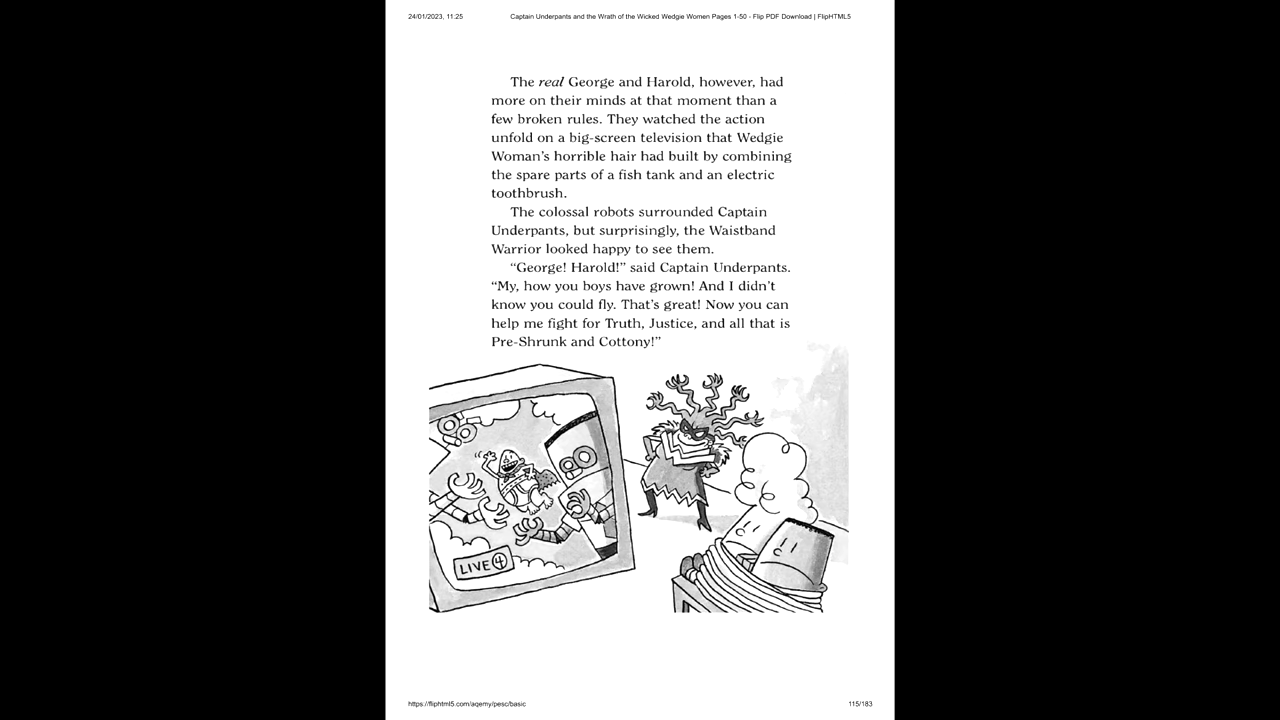 24/01/2023, 11:25 Captain Underpants and the Wrath of the Wicked Wedgie Women Pages 1-50 - Flip PDF Download | FlipHTML5
The real George and Harold, however, had
more on their minds at that moment than a
few broken rules. They watched the action
unfold on a big-screen television that Wedgie
Woman’s horrible hair had built by combining
the spare parts of a fish tank and an electric
toothbrush.
The colossal robots surrounded Captain
Underpants, but surprisingly, the Waistband
Warrior looked happy to see them.
“George! Harold!” said Captain Underpants.
“My, how you boys have grown! And I didn’t
know you could fly. That’s great! Now you can
help me fight for Truth, Justice, and all that is
Pre-Shrunk and Cottony!”
LIVE 4
https://fliphtml5.com/aqemy/pesc/basic 115/183